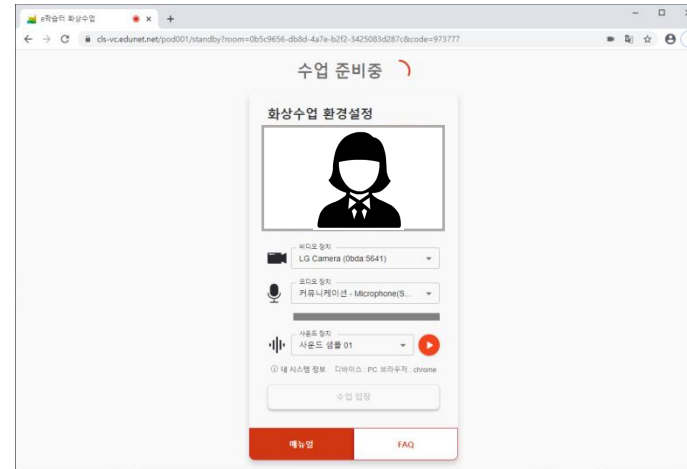 e학습터 화상수업
cls-vc.edunet.net/pod001/standby?room=0b5c9656-db8d-4a7e-b2f2-3425083d287c&code=973777
수업 준비중
화상수업 환경설정
비디오 장치
LG Camera (0bda:5641)
오디오 장치
커뮤니케이션 - Microphone(S...
사운드 장치
사운드 샘플 01
내 시스템 정보 디바이스 : PC 브라우저 : chrome
수업 입장
매뉴얼 FAQ